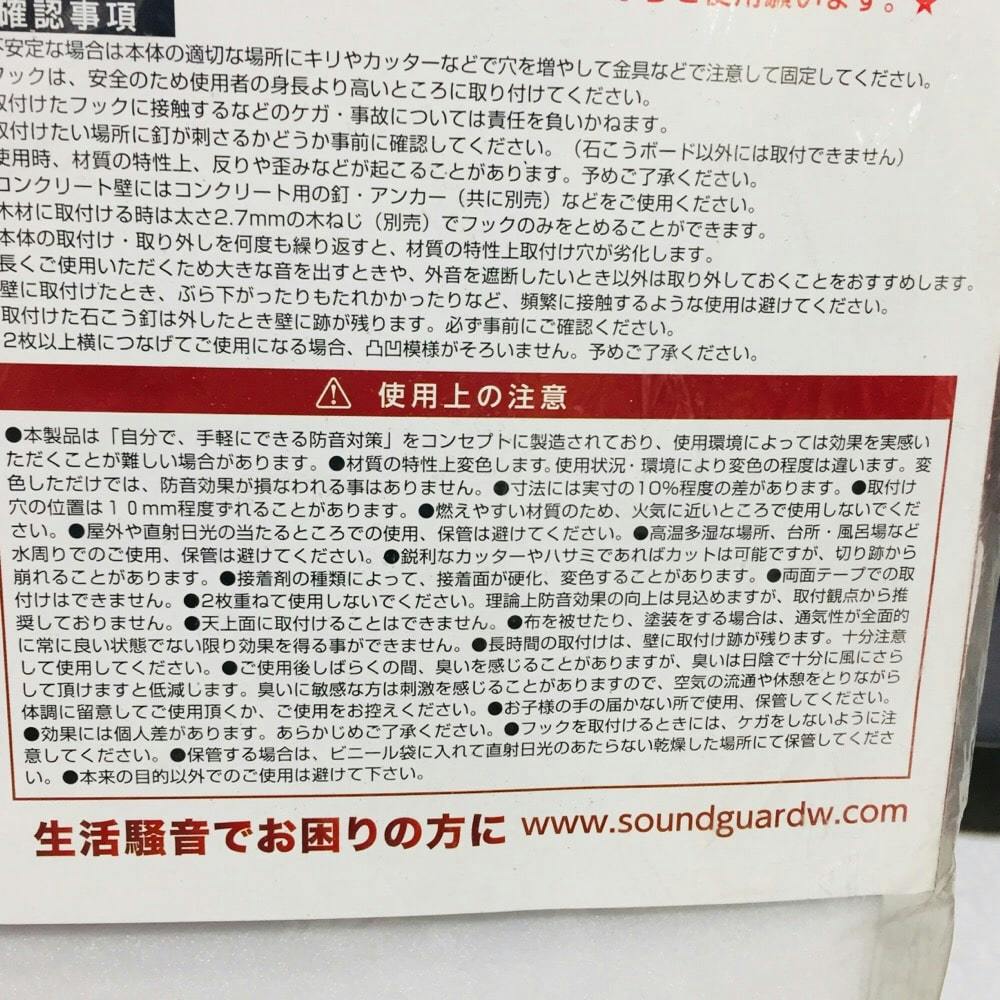 使用願います。★
確認事項
不安定な場合は本体の適切な場所にキリやカッターなどで穴を増やして金具などで注意して固定してください。
フックは、安全のため使用者の身長より高いところに取り付けてください。
取付けたフックに接触するなどのケガ・事故については責任を負いかねます。
取付けたい場所に釘が刺さるかどうか事前に確認してください。（石こうボード以外には取付できません）
使用時、材質の特性上、反りや歪みなどが起こることがあります。予めご了承ください。
コンクリート壁にはコンクリート用の釘・アンカー（共に別売）などをご使用ください。
木材に取付ける時は太さ2.7mmの木ねじ（別売）でフックのみをとめることができます。
本体の取付け・取り外しを何度も繰り返すと、材質の特性上取付け穴が劣化します。
長くご使用いただくため大きな音を出すときや、外音を遮断したいとき以外は取り外しておくことをおすすめします。
壁に取付けたとき、ぶら下がったりもたれかかったりなど、頻繁に接触するような使用は避けてください。
取付けた石こう釘は外したとき壁に跡が残ります。必ず事前にご確認ください。
2枚以上横につなげてご使用になる場合、凸凹模様がそろいません。予めご了承ください。
⚠ 使用上の注意
●本製品は「自分で、手軽にできる防音対策」をコンセプトに製造されており、使用環境によっては効果を実感い
ただくことが難しい場合があります。●材質の特性上変色します。使用状況・環境により変色の程度は違います。変
色しただけでは、防音効果が損なわれる事はありません。●寸法には実寸の10%程度の差があります。●取付け
穴の位置は10mm程度ずれることがあります。●燃えやすい材質のため、火気に近いところで使用しないでくだ
さい。●屋外や直射日光の当たるところでの使用、保管は避けてください。●高温多湿な場所、台所・風呂場など
水周りでのご使用、保管は避けてください。●鋭利なカッターやハサミであればカットは可能ですが、切り跡から
崩れることがあります。●接着剤の種類によって、接着面が硬化、変色することがあります。●両面テープでの取
付けはできません。●2枚重ねて使用しないでください。理論上防音効果の向上は見込めますが、取付観点から推
奨しておりません。●天上面に取付けることはできません。●布を被せたり、塗装をする場合は、通気性が全面的
に常に良い状態でない限り効果を得る事ができません。●長時間の取付けは、壁に取付け跡が残ります。十分注意
して使用してください。●ご使用後しばらくの間、臭いを感じることがありますが、臭いは日陰で十分に風にさら
して頂けますと低減します。臭いに敏感な方は刺激を感じることがありますので、空気の流通や休憩をとりながら
体調に留意してご使用頂くか、ご使用をお控えください。●お子様の手の届かない所で使用、保管してください。
●効果には個人差があります。あらかじめご了承ください。●フックを取付けるときには、ケガをしないように注
意してください。●保管する場合は、ビニール袋に入れて直射日光のあたらない乾燥した場所にて保管してくださ
い。●本来の目的以外でのご使用は避けて下さい。
生活騒音でお困りの方に www.soundguardw.com